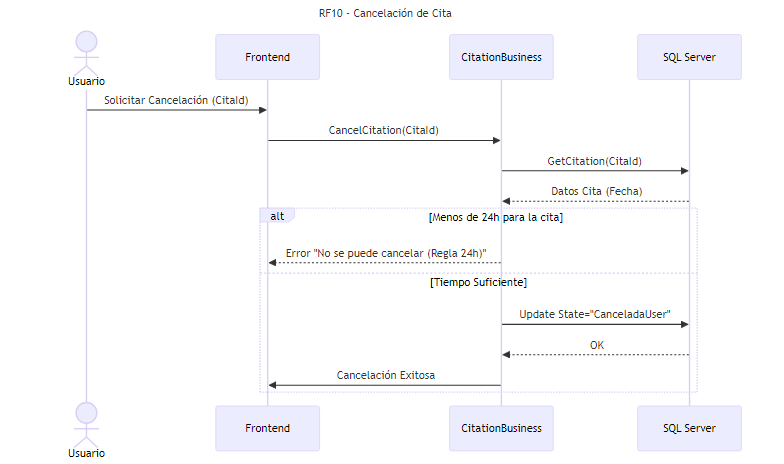 RF10 - Cancelación de Cita
Usuario
Frontend
CitationBusiness
SQL Server
Solicitar Cancelación (CitaId)
CancelCitation(CitaId)
GetCitation(CitaId)
Datos Cita (Fecha)
alt
[Menos de 24h para la cita]
Error "No se puede cancelar (Regla 24h)"
[Tiempo Suficiente]
Update State="CanceladaUser"
OK
Cancelación Exitosa
Usuario
Frontend
CitationBusiness
SQL Server